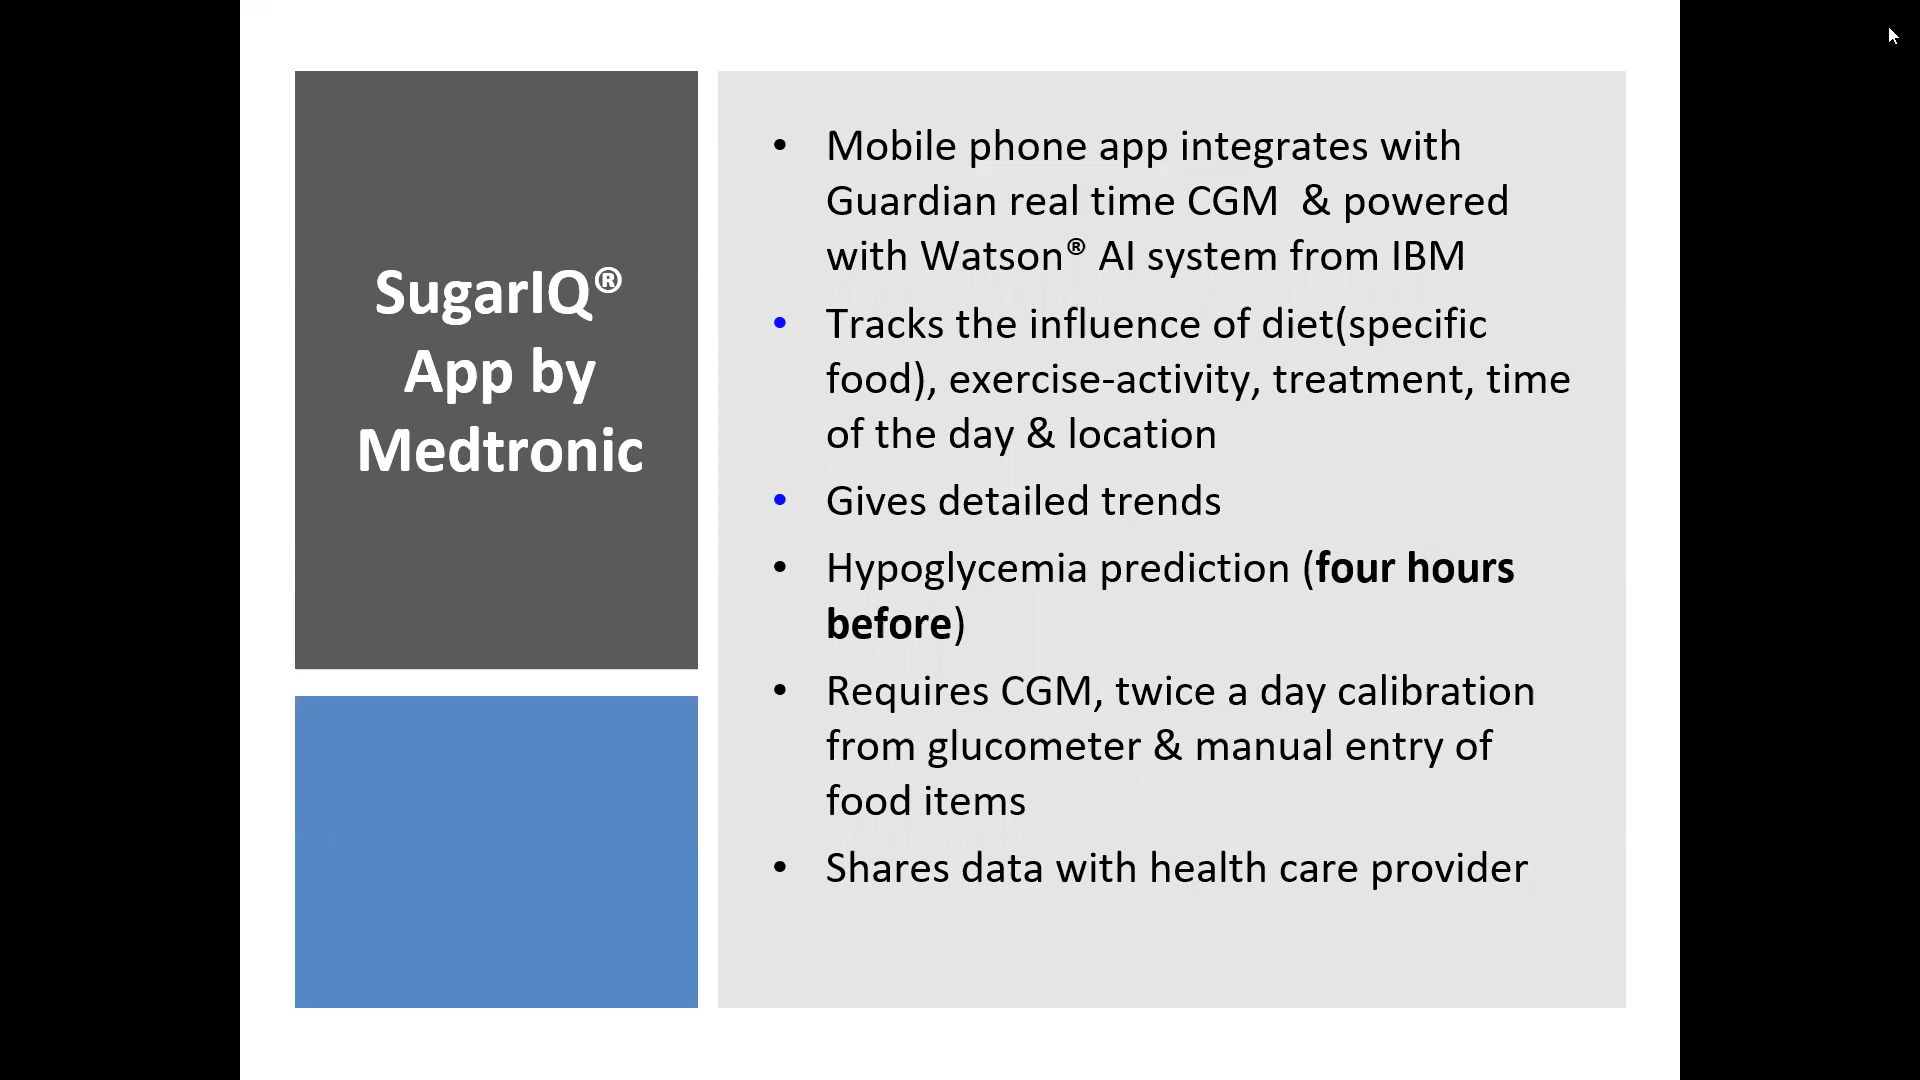 SugarIQ®
App by
Medtronic
• Mobile phone app integrates with
Guardian real time CGM  & powered
with Watson® AI system from IBM
• Tracks the influence of diet(specific
food), exercise-activity, treatment, time
of the day & location
• Gives detailed trends
• Hypoglycemia prediction (four hours
before)
• Requires CGM, twice a day calibration
from glucometer & manual entry of
food items
• Shares data with health care provider